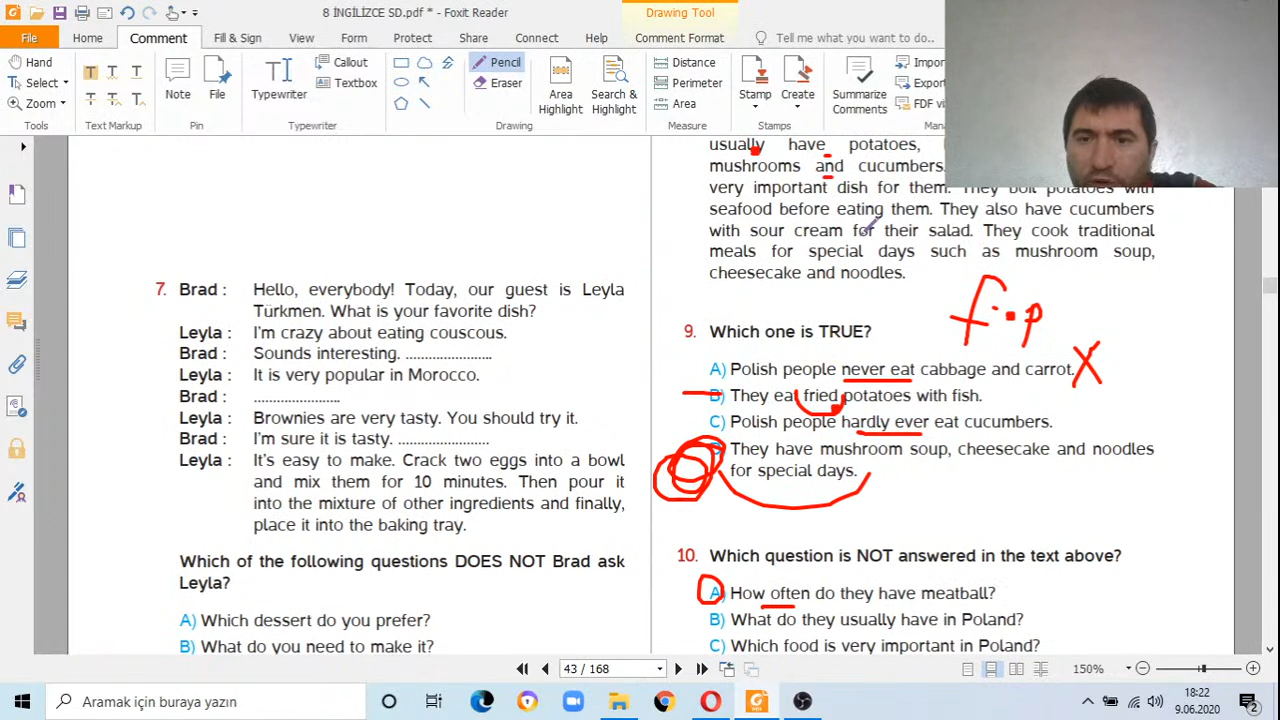 8 İNGİLİZCE SD.pdf * - Foxit Reader
Drawing Tool
File
Home
Comment
Fill & Sign
View
Form
Protect
Share
Connect
Help
Comment Format
Tell me what you want to do..
Hand
Select
Zoom
Tools
Text Markup
Note
File
Pin
Typewriter
Callout
Textbox
Typewriter
Pencil
Eraser
Drawing
Area
Highlight
Search &
Highlight
Distance
Perimeter
Area
Measure
Stamp
Create
Stamps
Summarize
Comments
Impor
Export
FDF vi
Mana
7. Brad : Hello, everybody! Today, our guest is Leyla
Türkmen. What is your favorite dish?
Leyla : I'm crazy about eating couscous.
Brad : Sounds interesting. ......................
Leyla : It is very popular in Morocco.
Brad : ......................
Leyla : Brownies are very tasty. You should try it.
Brad : I'm sure it is tasty. .......................
Leyla : It's easy to make. Crack two eggs into a bowl
and mix them for 10 minutes. Then pour it
into the mixture of other ingredients and finally,
place it into the baking tray.
Which of the following questions DOES NOT Brad ask
Leyla?
A) Which dessert do you prefer?
B) What do you need to make it?
usually have potatoes,
mushrooms and cucumbers.
very important dish for them. They boil potatoes with
seafood before eating them. They also have cucumbers
with sour cream for their salad. They cook traditional
meals for special days such as mushroom soup,
cheesecake and noodles.
f..p
9. Which one is TRUE?
A) Polish people never eat cabbage and carrot. X
B) They eat fried potatoes with fish.
C) Polish people hardly ever eat cucumbers.
D) They have mushroom soup, cheesecake and noodles
for special days.
10. Which question is NOT answered in the text above?
A) How often do they have meatball?
B) What do they usually have in Poland?
C) Which food is very important in Poland?
43 / 168
150%
Aramak için buraya yazın
18:22
9.06.2020
2